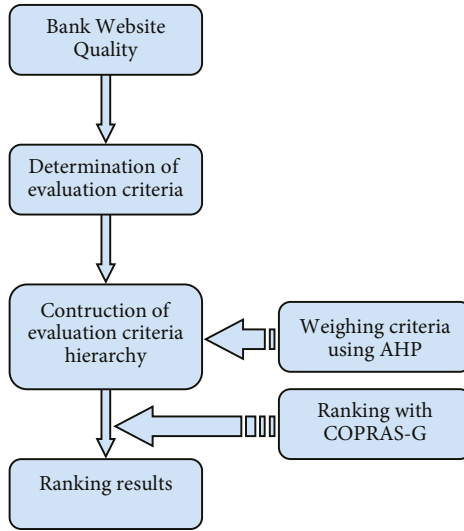 Bank Website
Quality
Determination of
evaluation criteria
Contruction of
evaluation criteria
hierarchy
Weighing criteria
using AHP
Ranking with
COPRAS-G
Ranking results